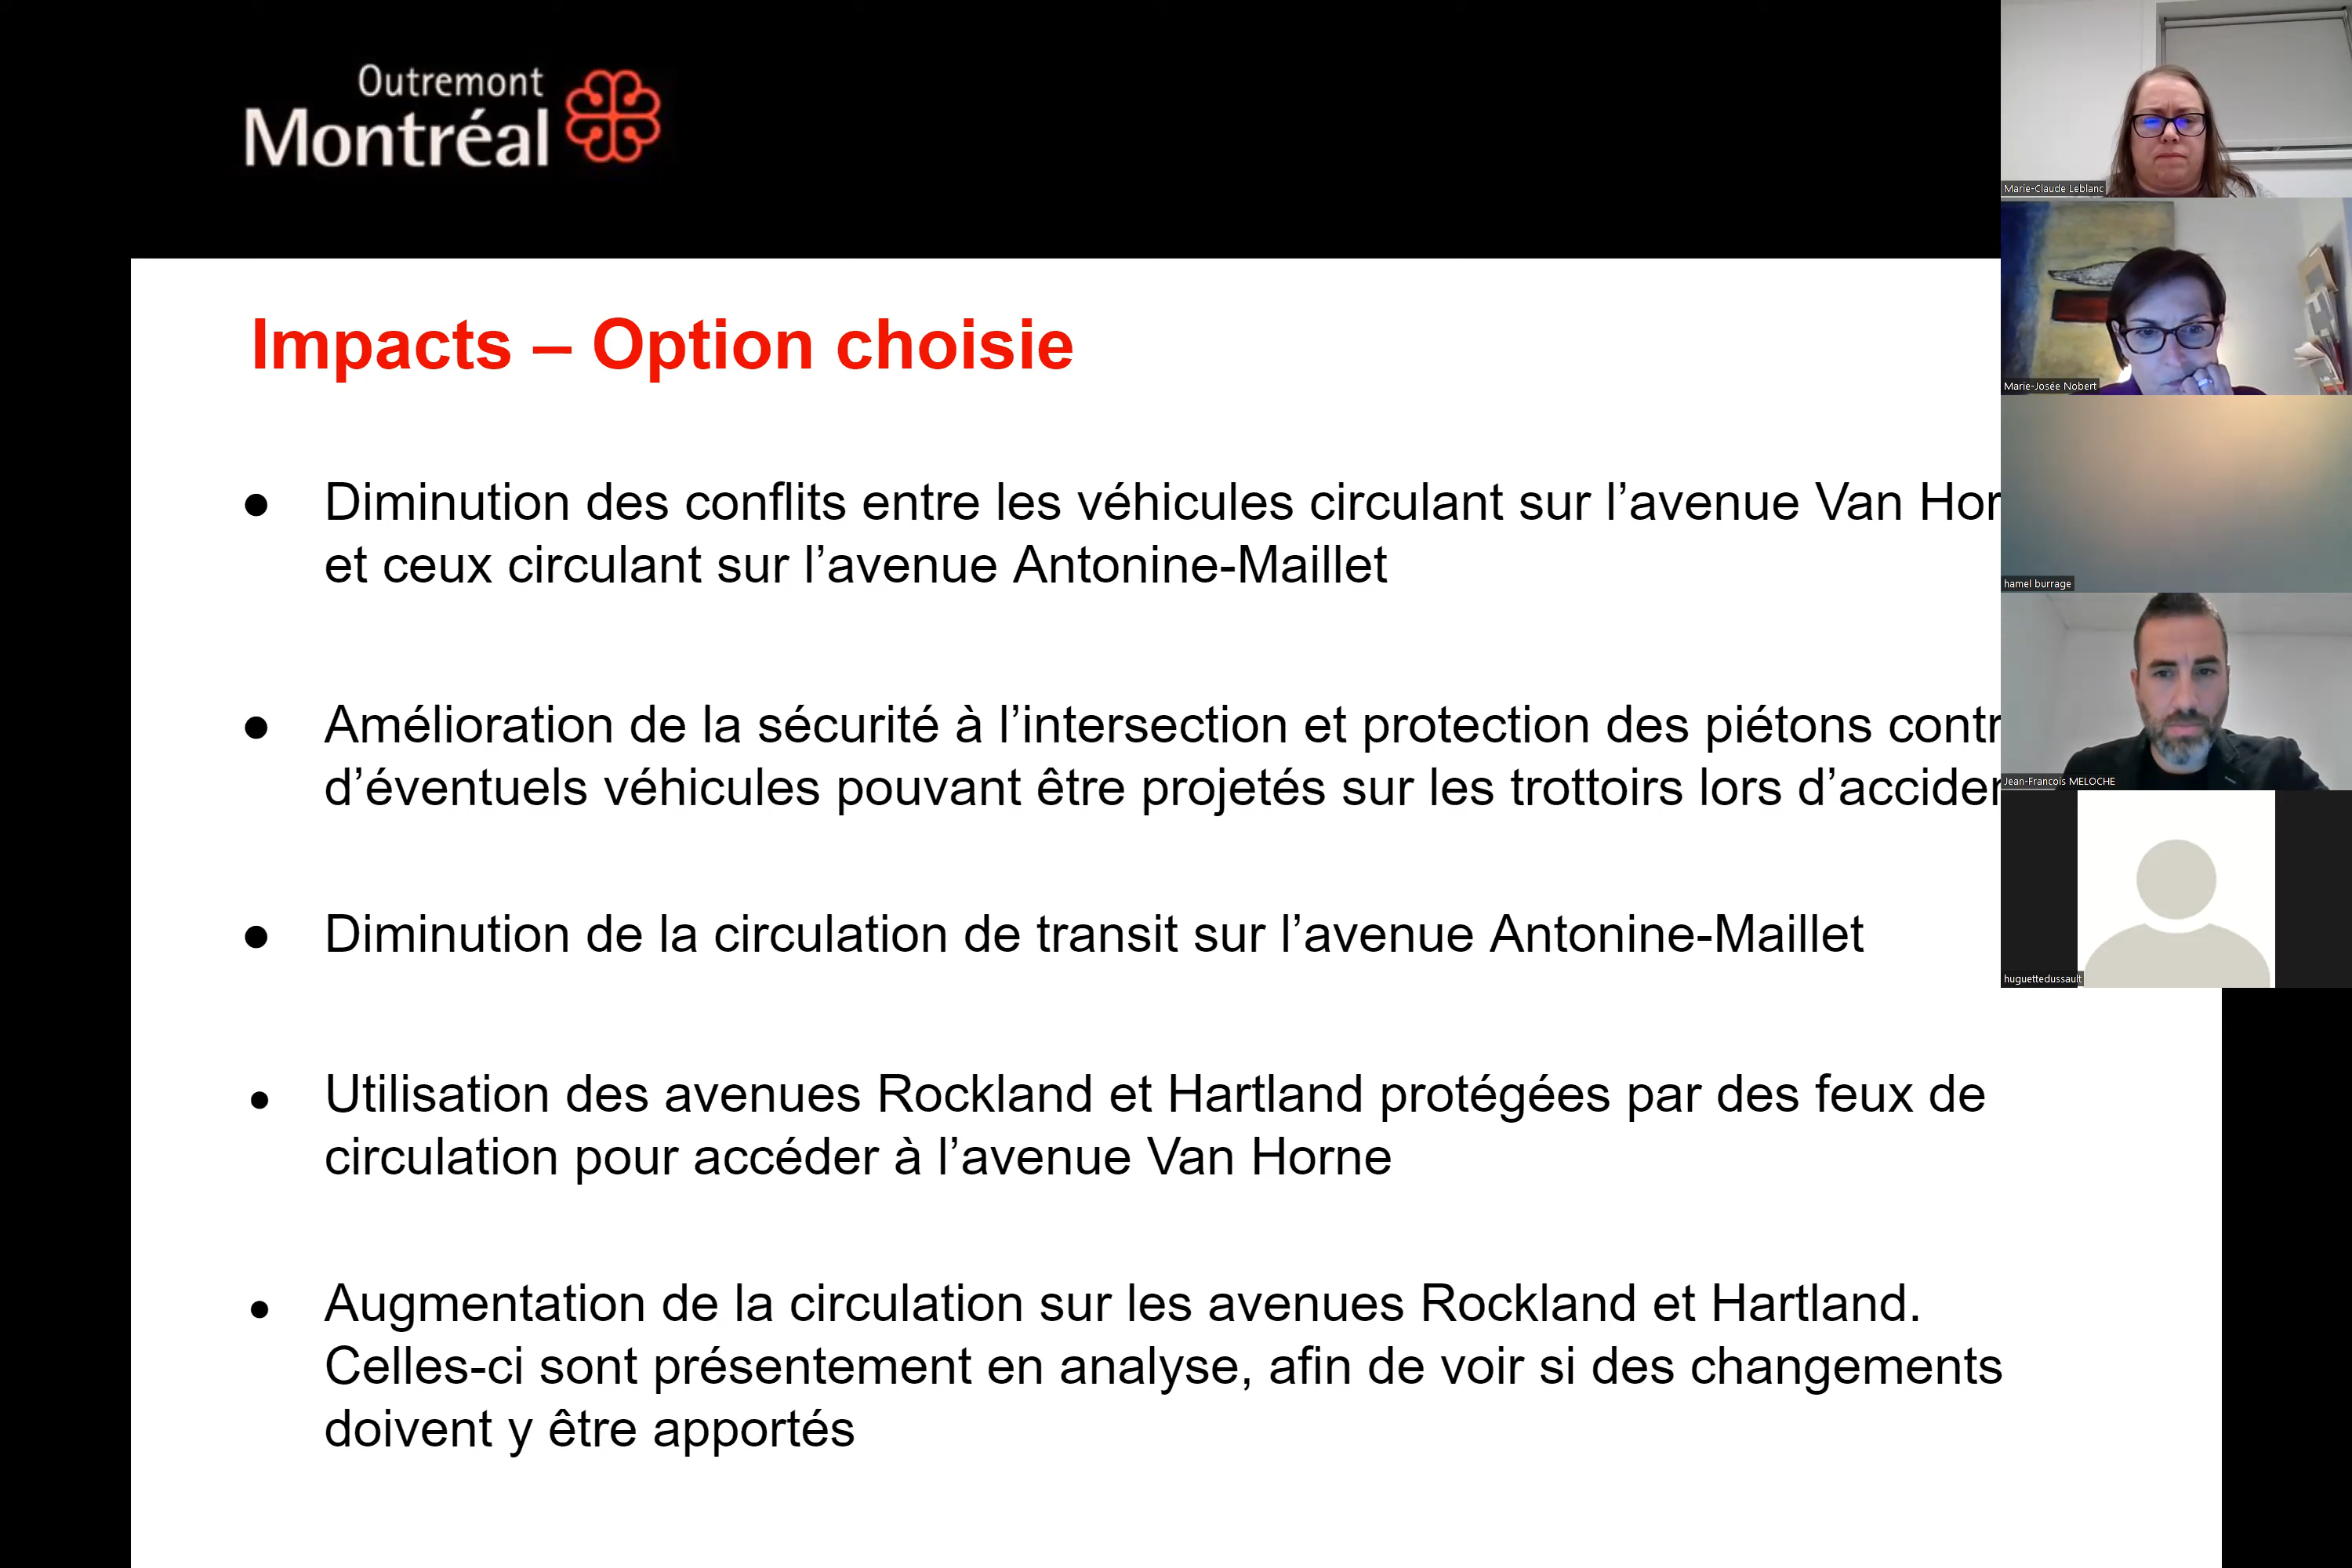 Outremont
Montréal
Impacts – Option choisie
● Diminution des conflits entre les véhicules circulant sur l’avenue Van Hor
et ceux circulant sur l’avenue Antonine-Maillet
● Amélioration de la sécurité à l’intersection et protection des piétons contr
d’éventuels véhicules pouvant être projetés sur les trottoirs lors d’acciden
● Diminution de la circulation de transit sur l’avenue Antonine-Maillet
● Utilisation des avenues Rockland et Hartland protégées par des feux de
circulation pour accéder à l’avenue Van Horne
● Augmentation de la circulation sur les avenues Rockland et Hartland.
Celles-ci sont présentement en analyse, afin de voir si des changements
doivent y être apportés
Marie-Claude Leblanc
Marie-Josée Nobert
hamel burrage
Jean-Francois MELOCHE
huguettedussault